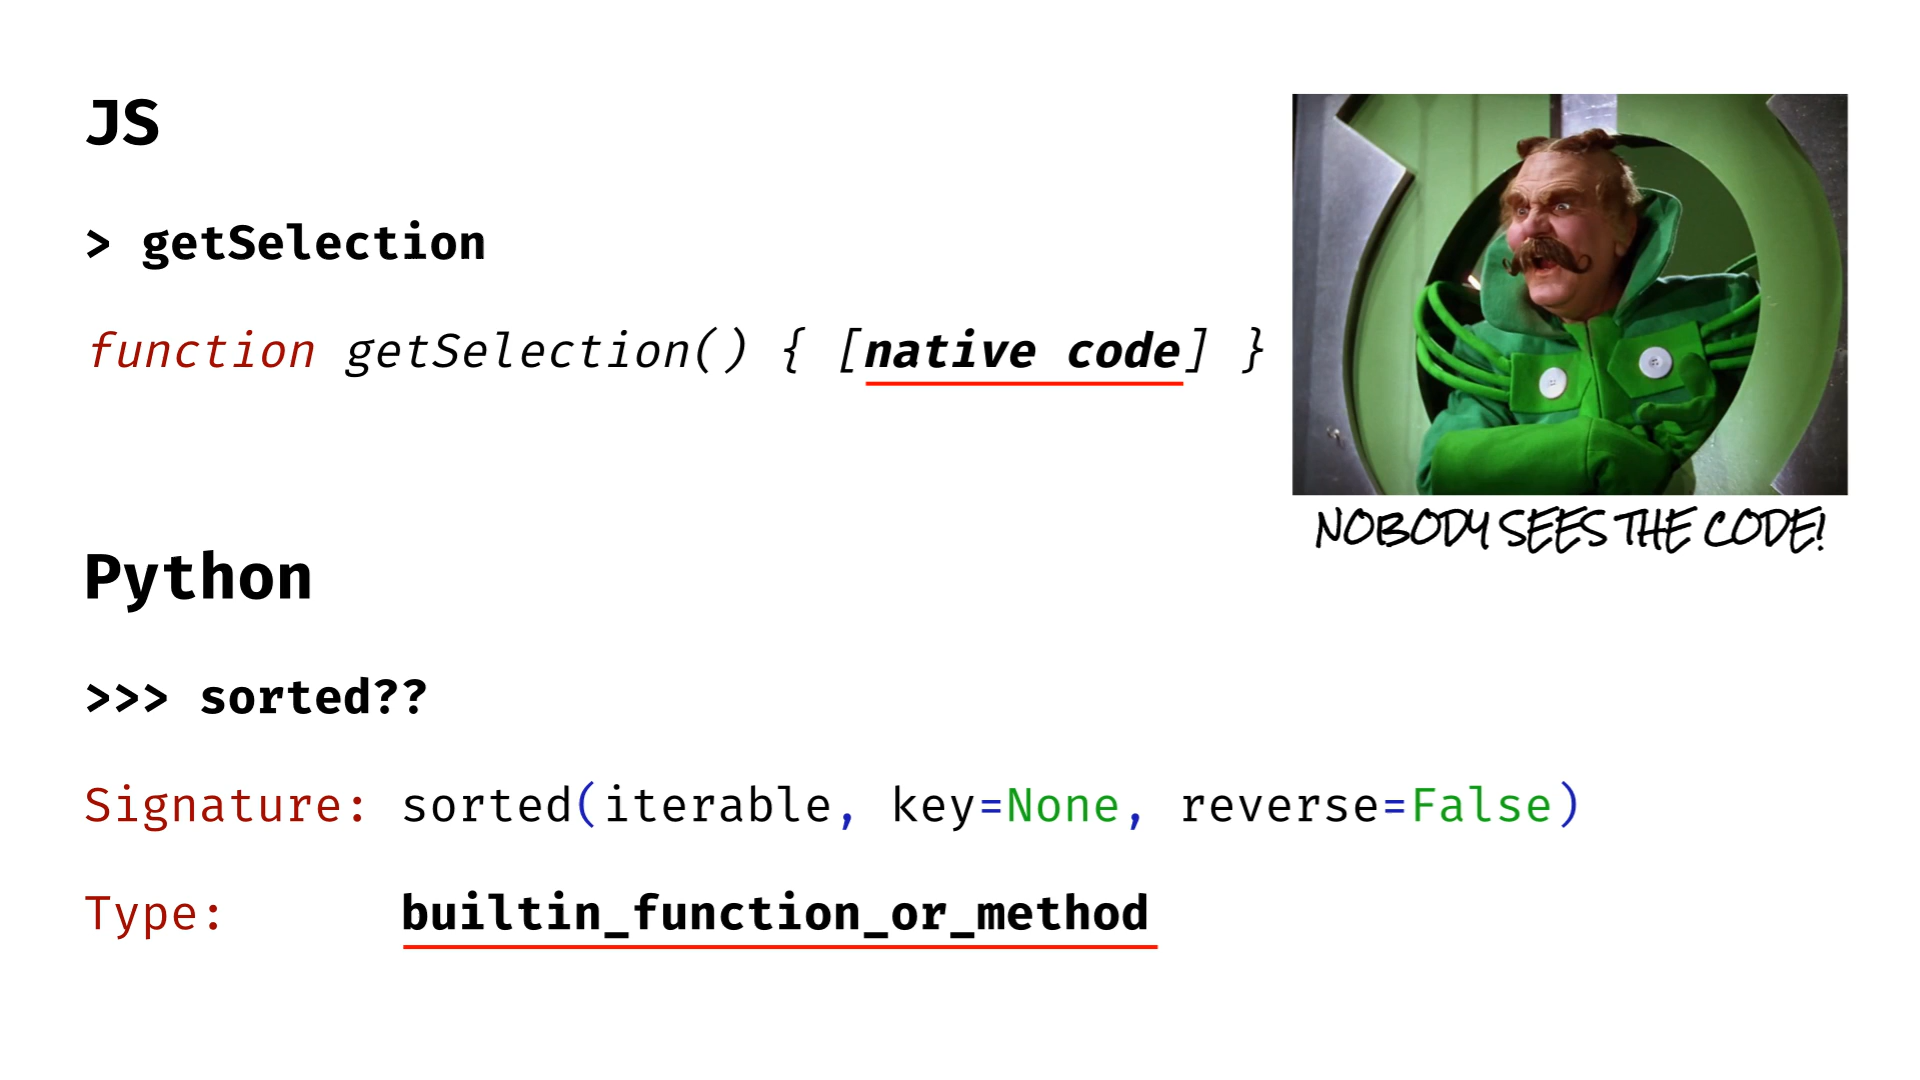 JS
> getSelection
function getSelection() { [native code] }
NOBODY SEES THE CODE!
Python
>>> sorted??
Signature: sorted(iterable, key=None, reverse=False)
Type: builtin_function_or_method